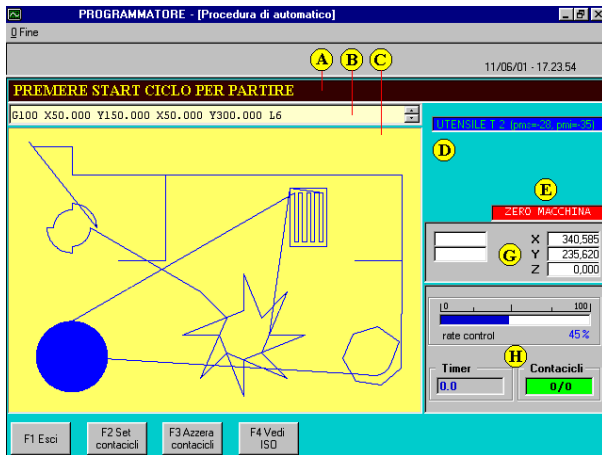 PROGRAMMATORE - [Procedura di automatico]
0 Fine
A B C
11/06/01 - 17.23.54
PREMERE START CICLO PER PARTIRE
G100 X50.000 Y150.000 X50.000 Y300.000 L6
UTENSILE T 2 (pms=-28, pmi=-35)
D
E
ZERO MACCHINA
X 340,585
G Y 235,620
Z 0,000
0 100
rate control 45%
H
Timer Contacicli
0.0 0/0
F1 Esci
F2 Set contacicli
F3 Azzera contacicli
F4 Vedi ISO